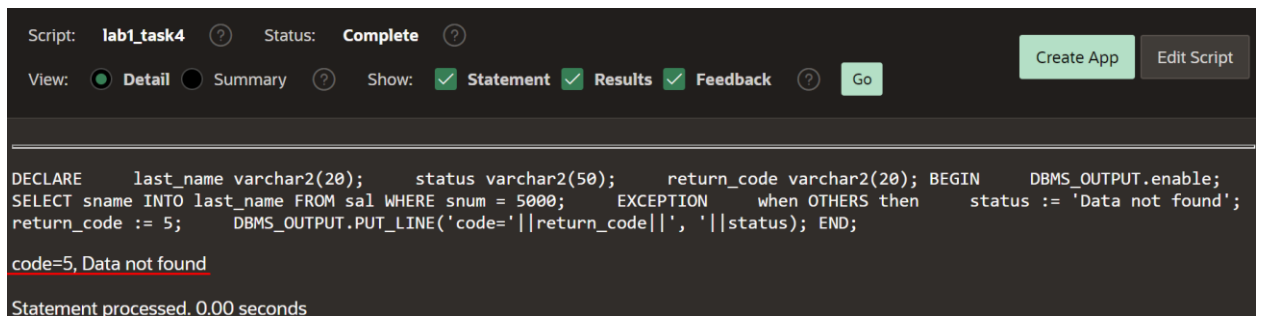 Script: lab1_task4 ? Status: Complete ?
Create App Edit Script
View: Detail Summary ? Show: Statement Results Feedback ? Go
DECLARE last_name varchar2(20); status varchar2(50); return_code varchar2(20); BEGIN DBMS_OUTPUT.enable;
SELECT sname INTO last_name FROM sal WHERE snum = 5000; EXCEPTION when OTHERS then status := 'Data not found';
return_code := 5; DBMS_OUTPUT.PUT_LINE('code='||return_code||', '||status); END;
code=5, Data not found
Statement processed. 0.00 seconds